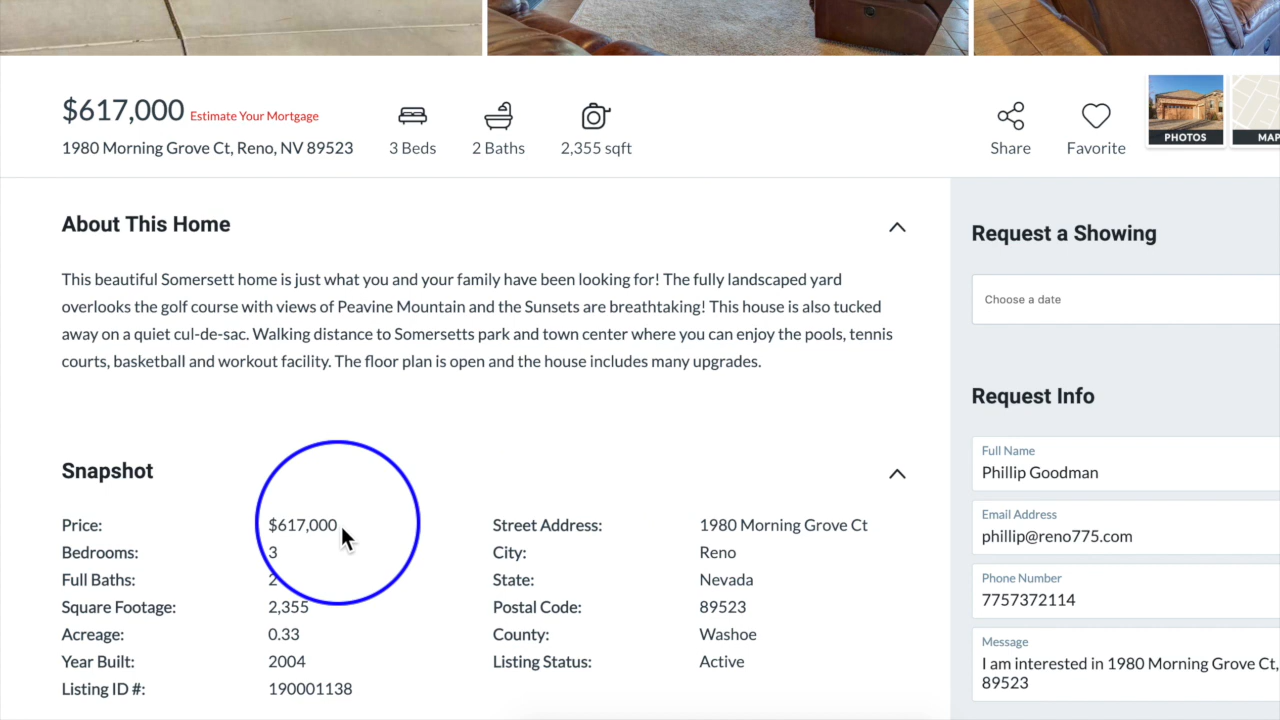 $617,000 Estimate Your Mortgage
1980 Morning Grove Ct, Reno, NV 89523
3 Beds
2 Baths
2,355 sqft
Share
Favorite
PHOTOS
MAP
About This Home
This beautiful Somersett home is just what you and your family have been looking for! The fully landscaped yard
overlooks the golf course with views of Peavine Mountain and the Sunsets are breathtaking! This house is also tucked
away on a quiet cul-de-sac. Walking distance to Somersetts park and town center where you can enjoy the pools, tennis
courts, basketball and workout facility. The floor plan is open and the house includes many upgrades.
Snapshot
Price: $617,000
Bedrooms: 3
Full Baths: 2
Square Footage: 2,355
Acreage: 0.33
Year Built: 2004
Listing ID #: 190001138
Street Address: 1980 Morning Grove Ct
City: Reno
State: Nevada
Postal Code: 89523
County: Washoe
Listing Status: Active
Request a Showing
Choose a date
Request Info
Full Name
Phillip Goodman
Email Address
phillip@reno775.com
Phone Number
7757372114
Message
I am interested in 1980 Morning Grove Ct,
89523